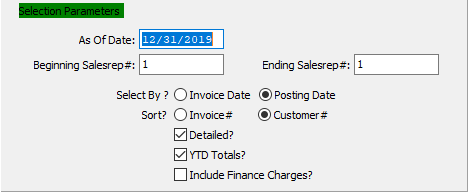 Selection Parameters
As Of Date: 12/31/2019
Beginning Salesrep#: 1 Ending Salesrep#: 1
Select By ? Invoice Date Posting Date
Sort? Invoice# Customer#
Detailed?
YTD Totals?
Include Finance Charges?